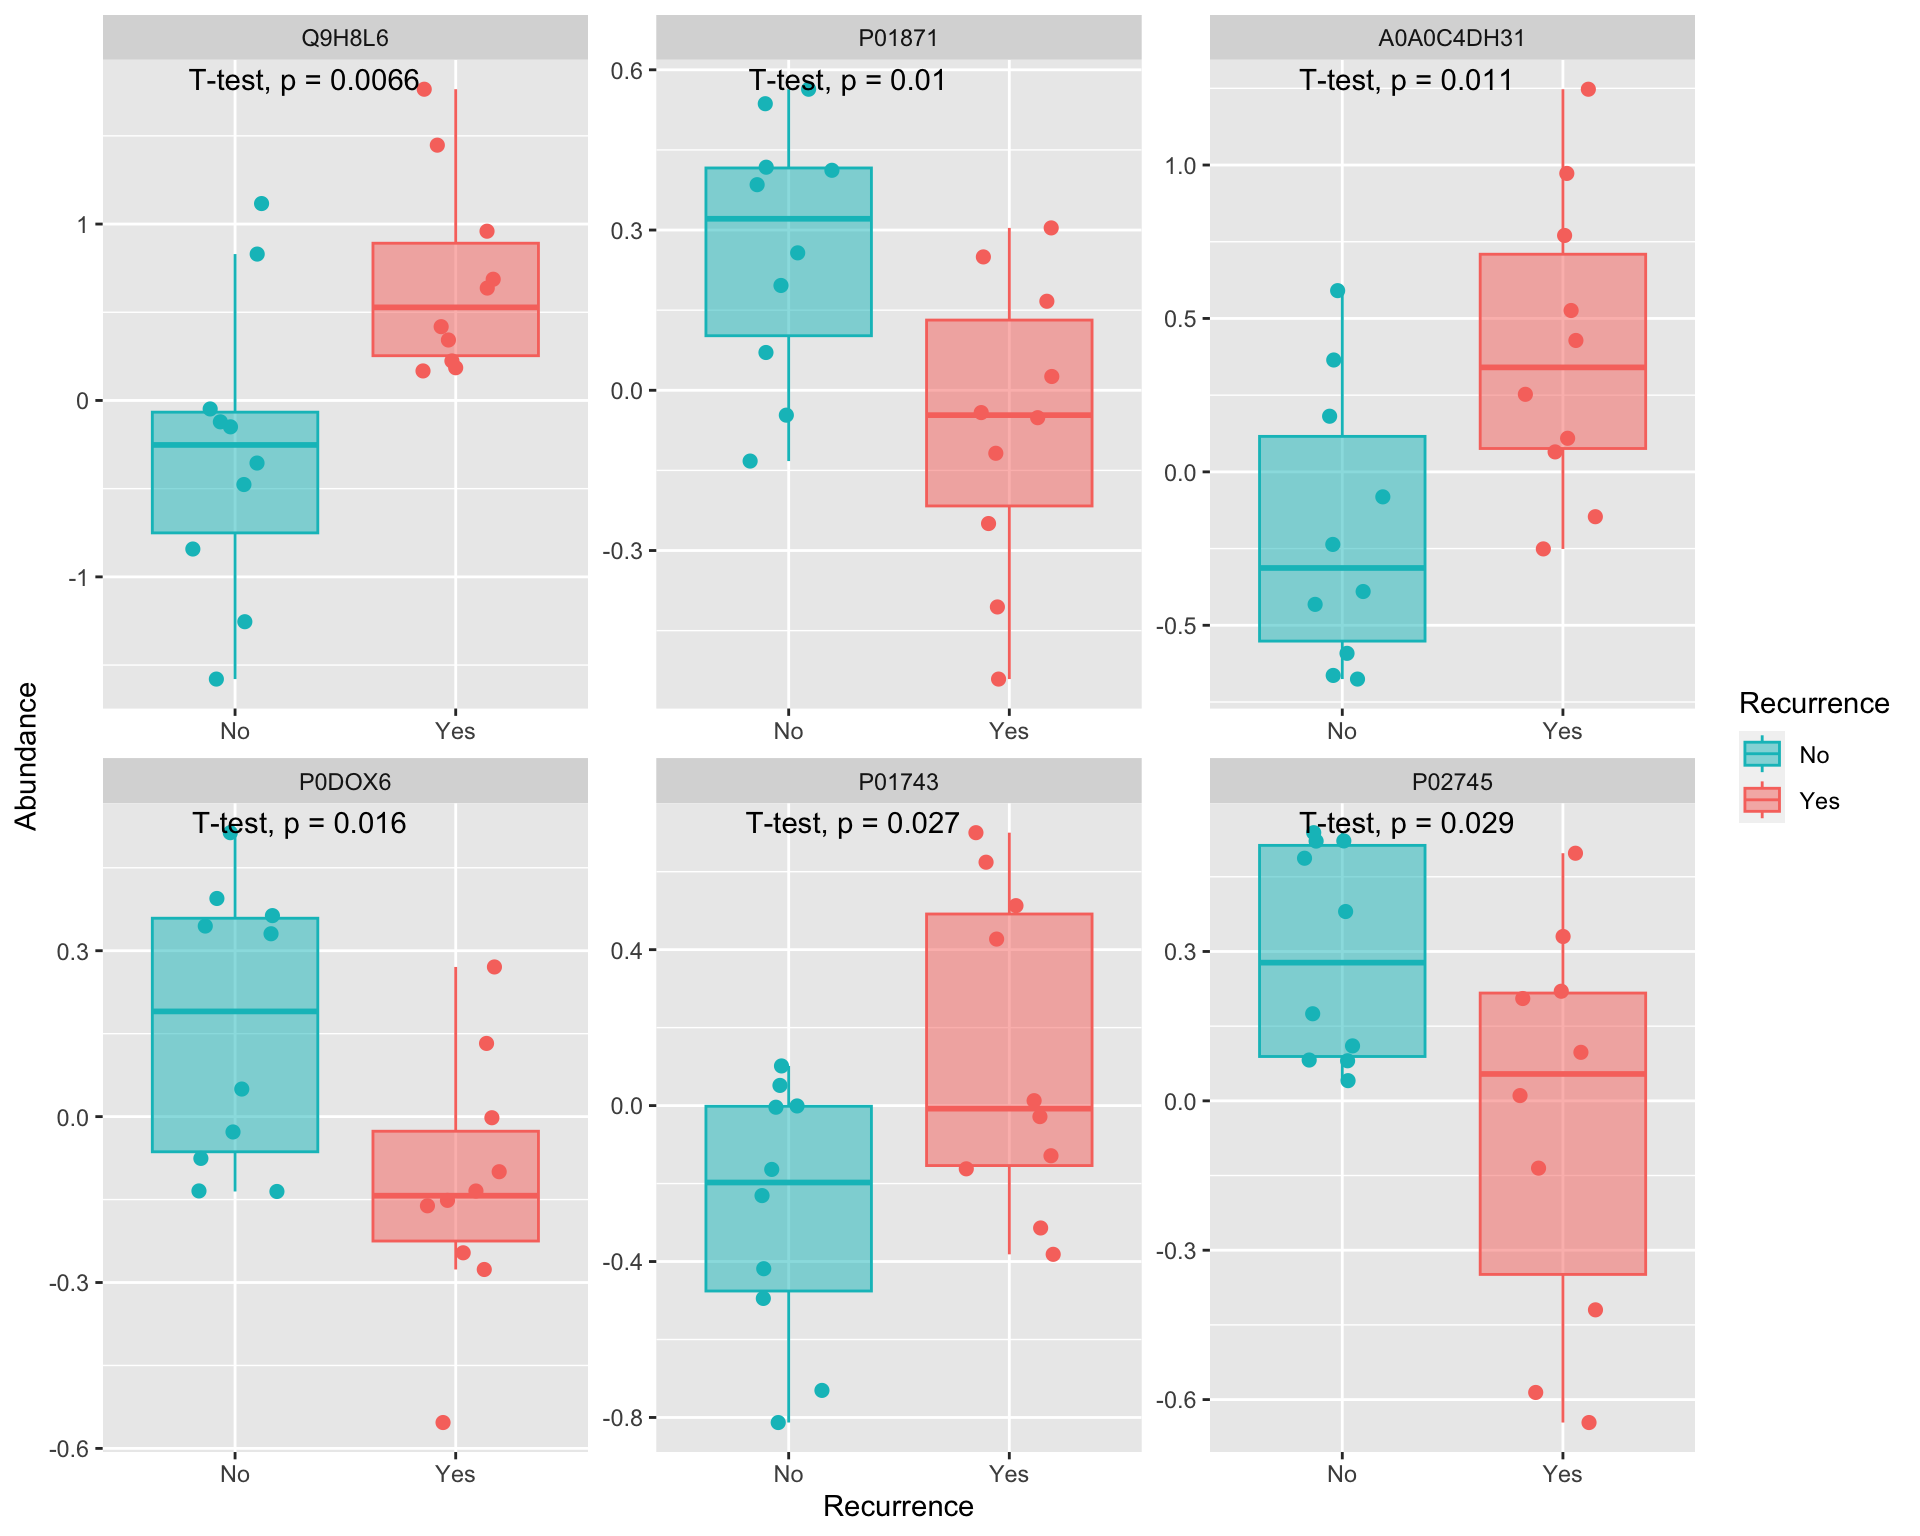 Q9H8L6
P01871
A0A0C4DH31
T-test, p = 0.0066
T-test, p = 0.01
T-test, p = 0.011
1
0
-1
0.6
0.3
0.0
-0.3
1.0
0.5
0.0
-0.5
No
Yes
No
Yes
No
Yes
P0DOX6
P01743
P02745
T-test, p = 0.016
T-test, p = 0.027
T-test, p = 0.029
0.3
0.0
-0.3
-0.6
0.4
0.0
-0.4
-0.8
0.3
0.0
-0.3
-0.6
No
Yes
No
Yes
No
Yes
Abundance
Recurrence
Recurrence
No
Yes